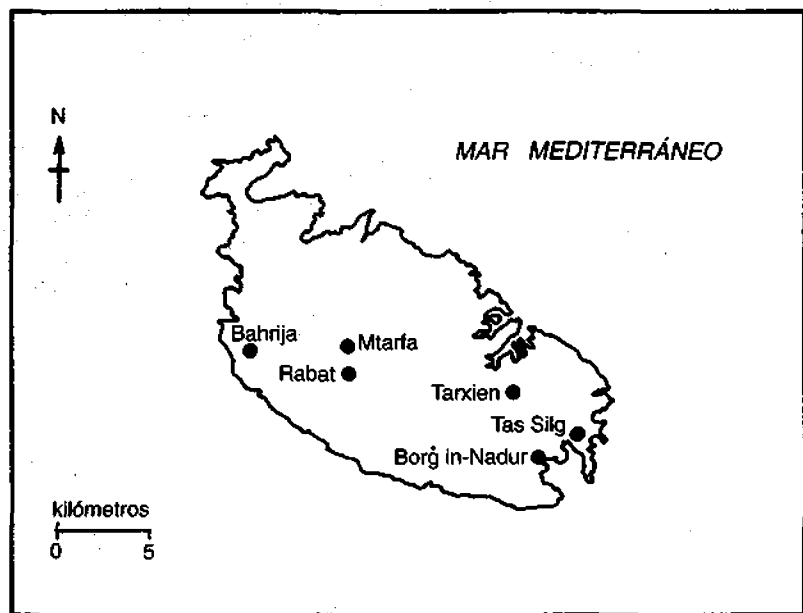 N
MAR MEDITERRÁNEO
Bahrija
Mtarfa
Rabat
Tarxien
Tas Silg
Borġ in-Nadur
kilómetros
0 5